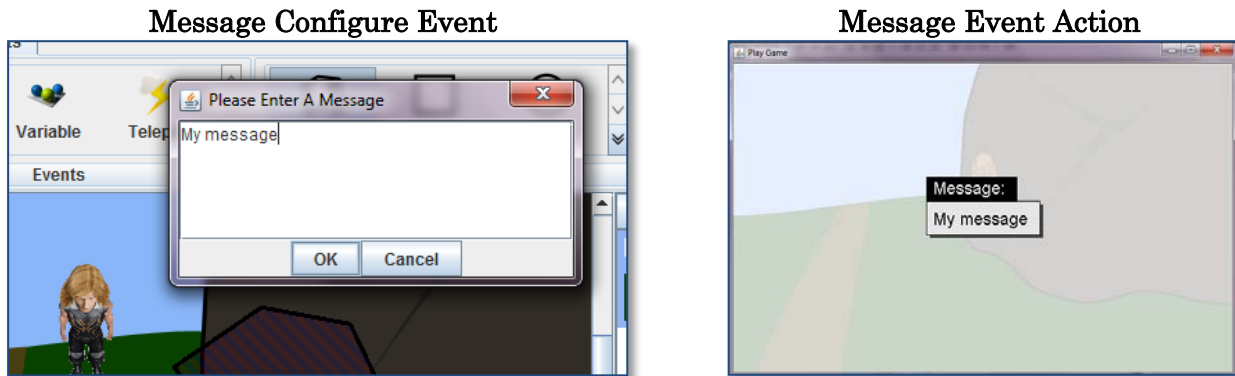 Message Configure Event
Message Event Action
Please Enter A Message
My message
Variable
Events
OK
Cancel
Play Game
Message:
My message